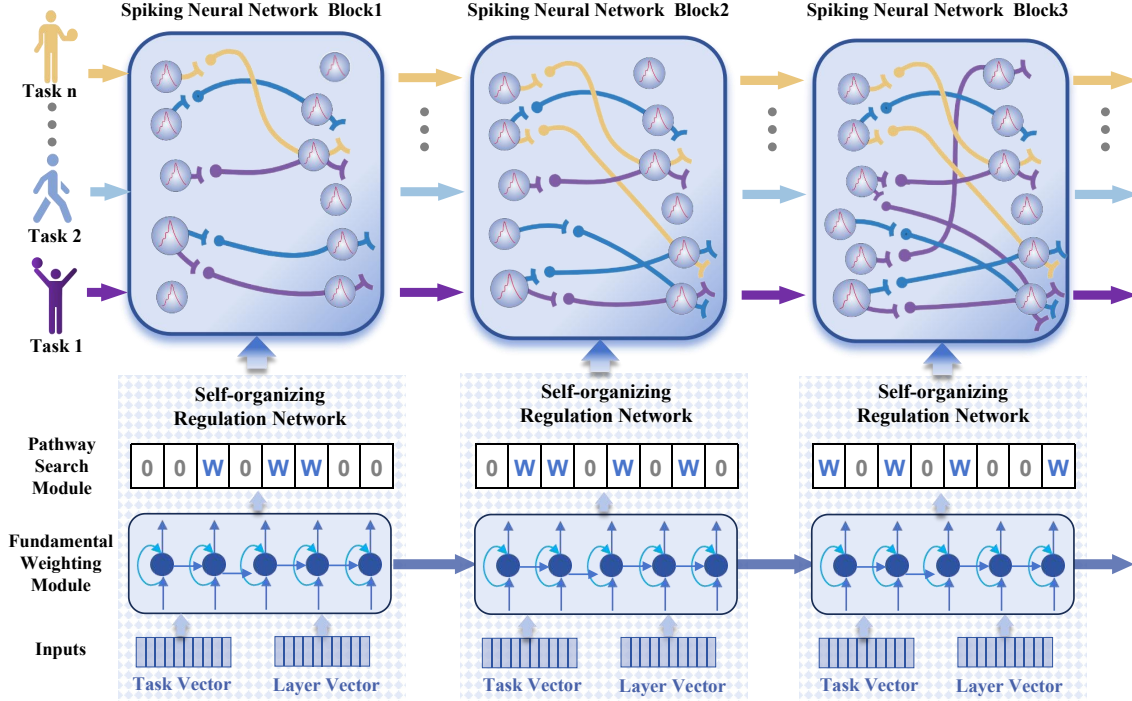 Spiking Neural Network Block1
Spiking Neural Network Block2
Spiking Neural Network Block3
Task n
Task 2
Task 1
Self-organizing
Regulation Network
Self-organizing
Regulation Network
Self-organizing
Regulation Network
Pathway
Search
Module
0 0 W 0 W W 0 0
0 W W 0 W 0 W 0
W 0 W 0 W 0 0 W
Fundamental
Weighting
Module
Inputs
Task Vector
Layer Vector
Task Vector
Layer Vector
Task Vector
Layer Vector